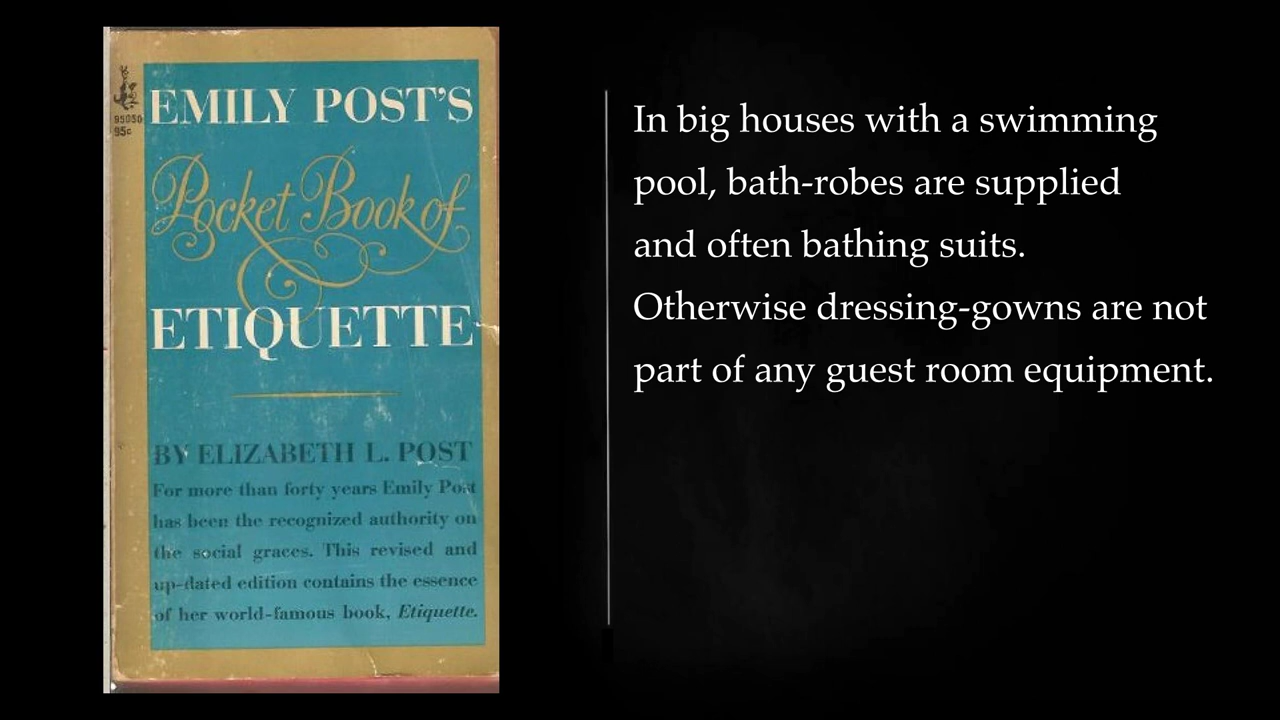 95050
95c
EMILY POST'S
Pocket Book of
ETIQUETTE
BY ELIZABETH L. POST
For more than forty years Emily Post
has been the recognized authority on
the social graces. This revised and
up-dated edition contains the essence
of her world-famous book, Etiquette.
In big houses with a swimming
pool, bath-robes are supplied
and often bathing suits.
Otherwise dressing-gowns are not
part of any guest room equipment.